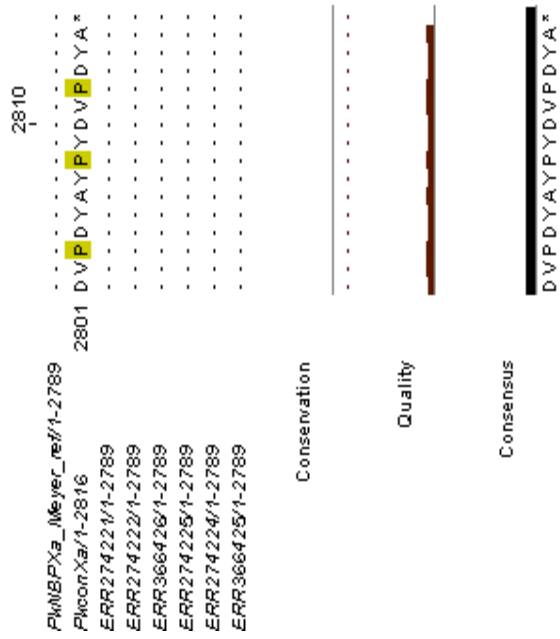 2810
PkNBPXa_Meyer_ref/1-2789 - - - - - - - - - - - - - - - -
PkconXa/1-2816 2801 D V P D Y A Y P Y D V P D Y A *
ERR274221/1-2789 - - - - - - - - - - - - - - - -
ERR274222/1-2789 - - - - - - - - - - - - - - - -
ERR366426/1-2789 - - - - - - - - - - - - - - - -
ERR274225/1-2789 - - - - - - - - - - - - - - - -
ERR274224/1-2789 - - - - - - - - - - - - - - - -
ERR366425/1-2789 - - - - - - - - - - - - - - - -
Conservation
- - - - - - - - - - - - - - - -
Quality
Consensus
D V P D Y A Y P Y D V P D Y A *